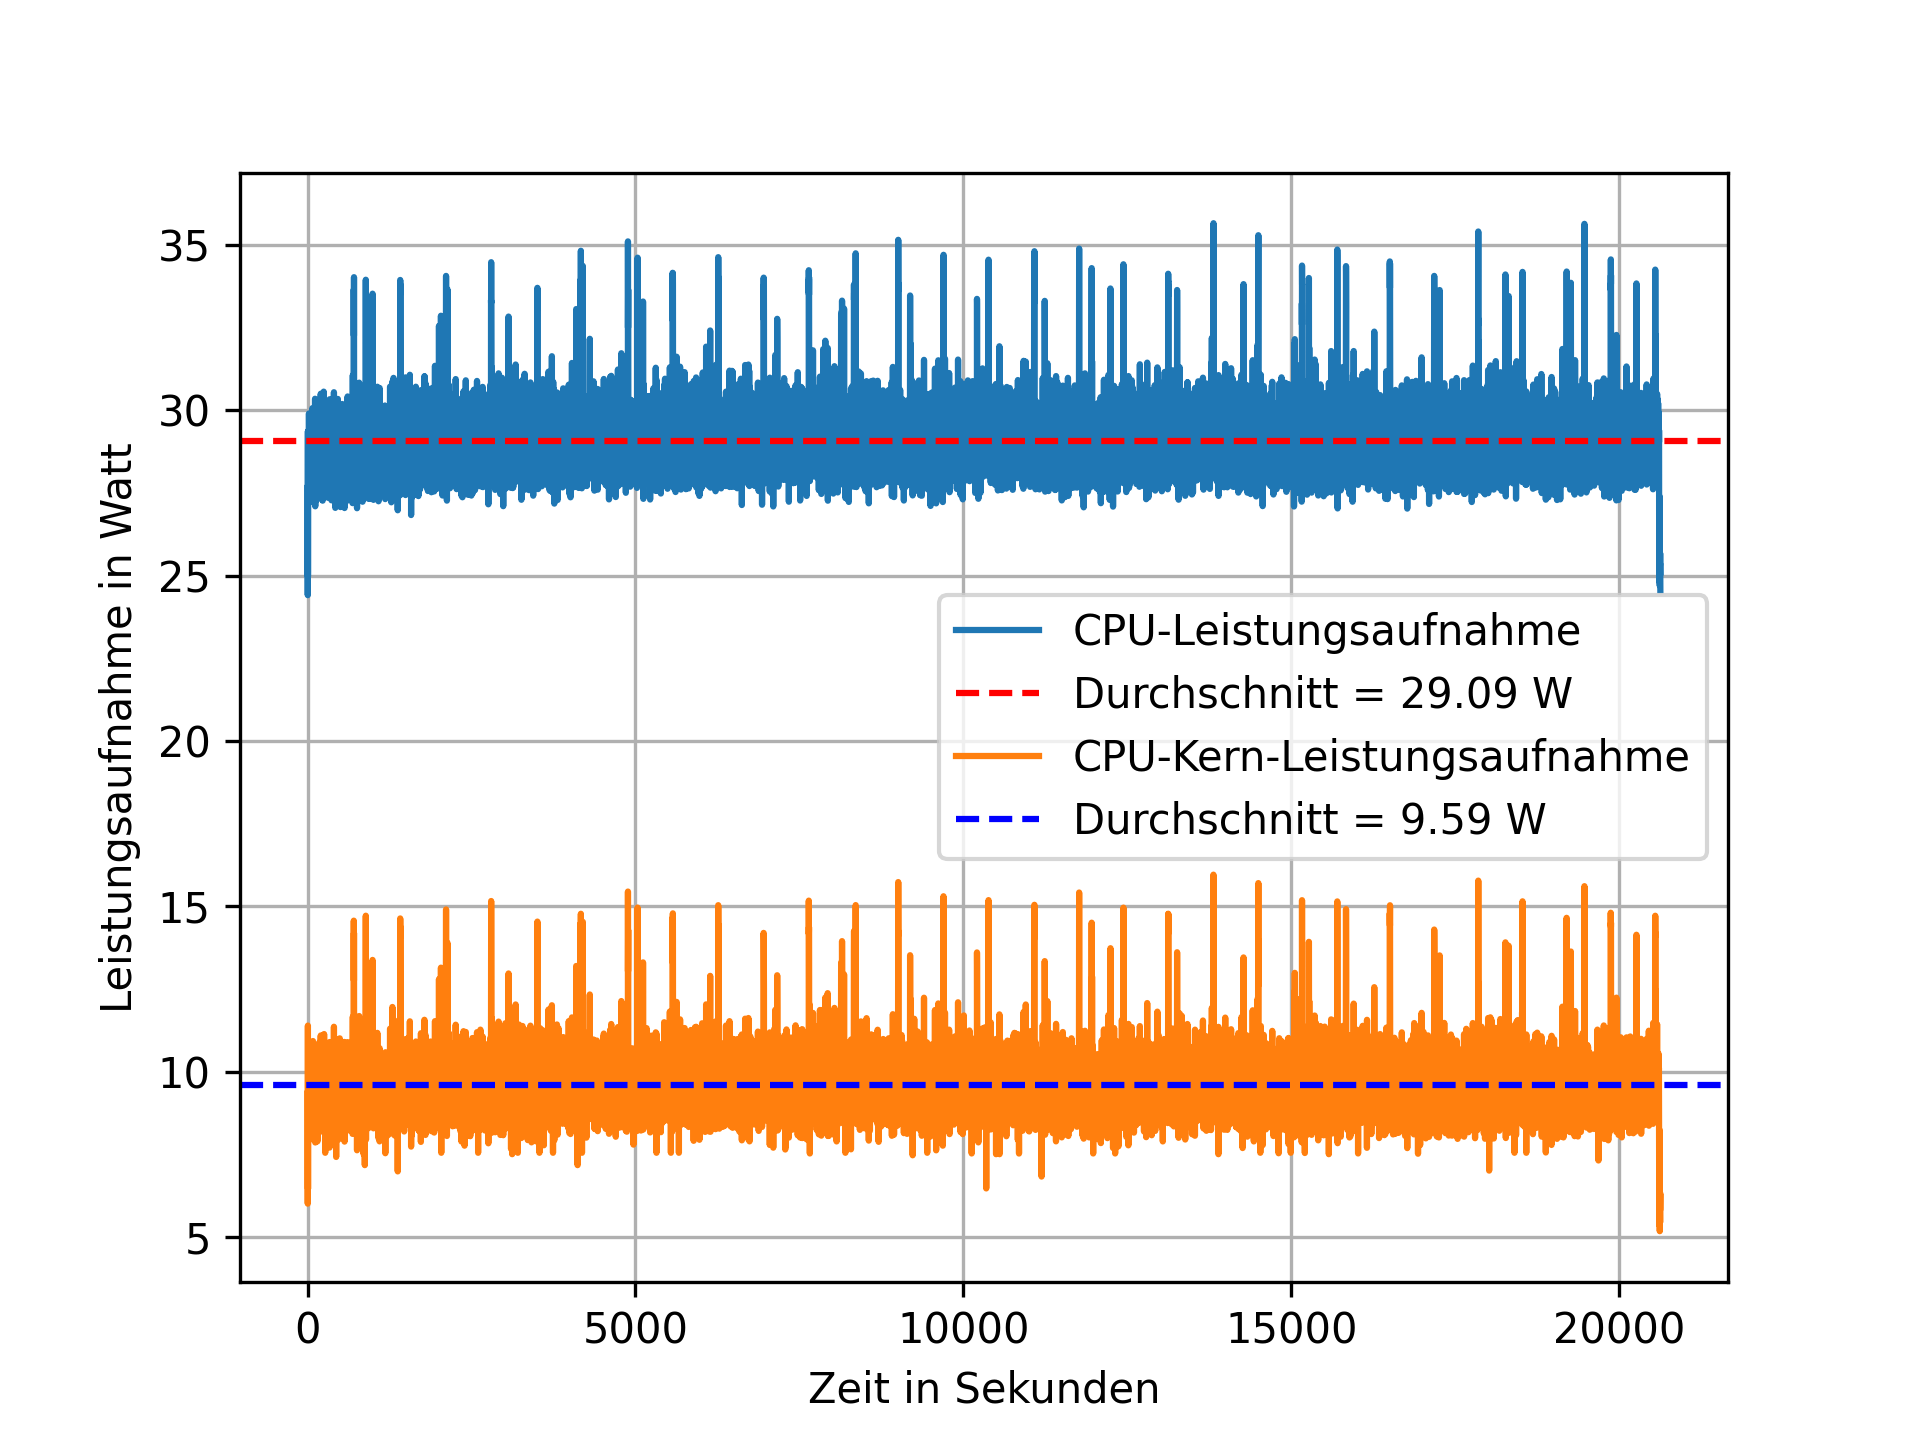 35
30
25
20
15
10
5
Leistungsaufnahme in Watt
CPU-Leistungsaufnahme
Durchschnitt = 29.09 W
CPU-Kern-Leistungsaufnahme
Durchschnitt = 9.59 W
0 5000 10000 15000 20000
Zeit in Sekunden